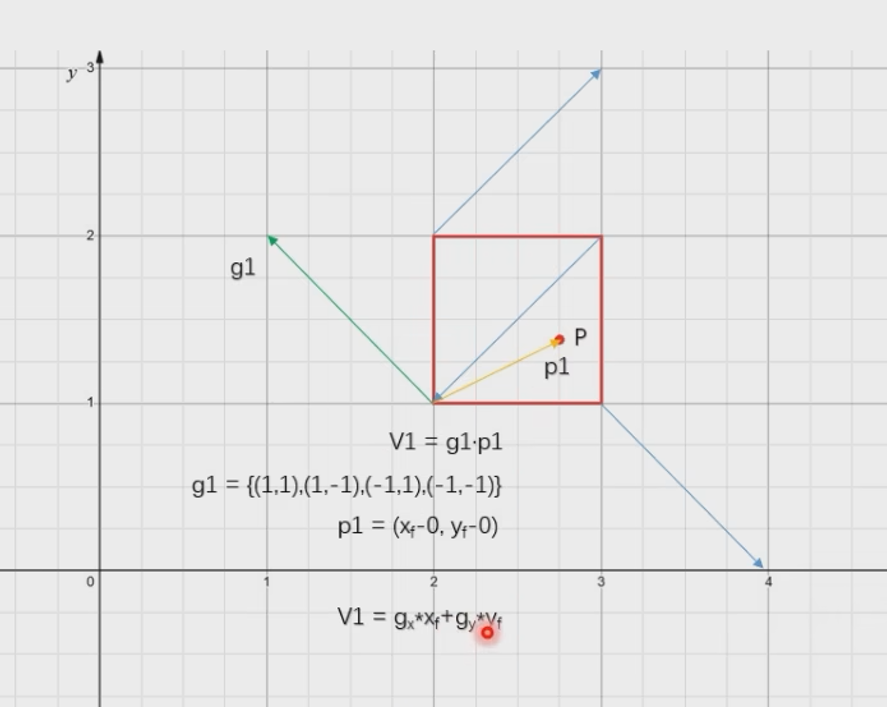 y 3
2
g1
P
p1
1
V1 = g1·p1
g1 = {(1,1),(1,-1),(-1,1),(-1,-1)}
p1 = (xf-0, yf-0)
0 1 2 3 4
V1 = gx*xf+gy*yf